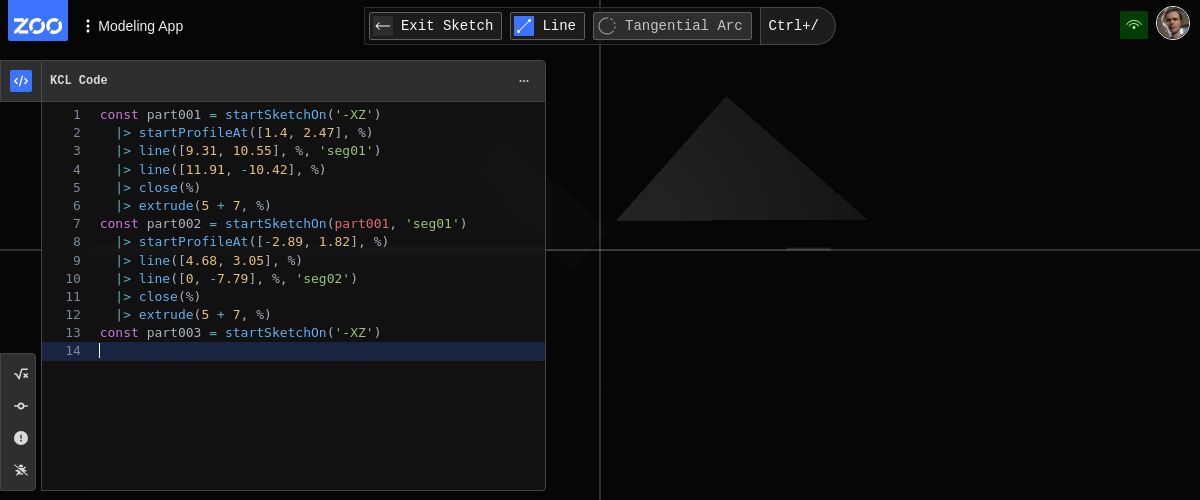 ZOO
Modeling App
Exit Sketch
Line
Tangential Arc
Ctrl+/
KCL Code
1 const part001 = startSketchOn('-XZ')
2 |> startProfileAt([1.4, 2.47], %)
3 |> line([9.31, 10.55], %, 'seg01')
4 |> line([11.91, -10.42], %)
5 |> close(%)
6 |> extrude(5 + 7, %)
7 const part002 = startSketchOn(part001, 'seg01')
8 |> startProfileAt([-2.89, 1.82], %)
9 |> line([4.68, 3.05], %)
10 |> line([0, -7.79], %, 'seg02')
11 |> close(%)
12 |> extrude(5 + 7, %)
13 const part003 = startSketchOn('-XZ')
14